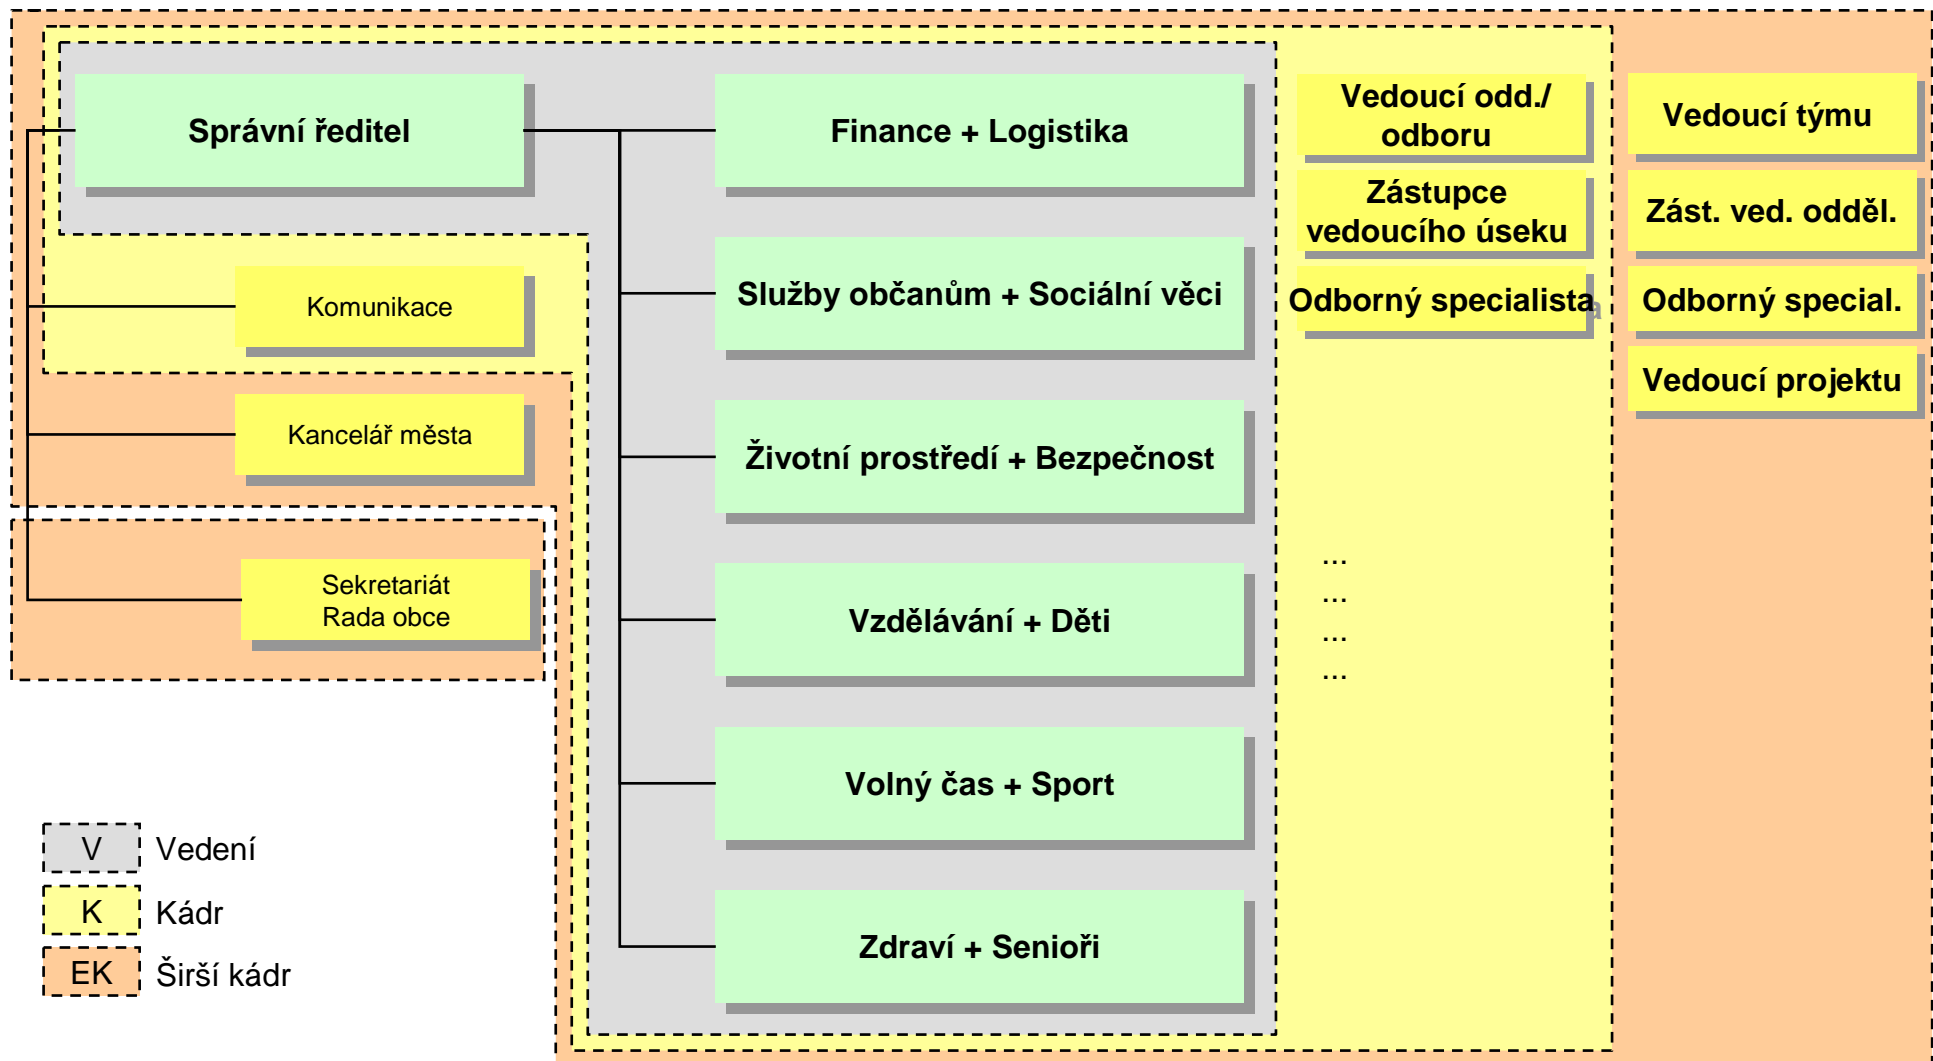 Správní ředitel
Finance + Logistika
Vedoucí odd./
odboru
Vedoucí týmu
Zástupce
vedoucího úseku
Zást. ved. odděl.
Služby občanům + Sociální věci
Odborný specialista
Odborný special.
Komunikace
Vedoucí projektu
Kancelář města
Životní prostředí + Bezpečnost
Sekretariát
Rada obce
Vzdělávání + Děti
...
...
...
...
Volný čas + Sport
Zdraví + Senioři
V Vedení
K Kádr
EK Širší kádr